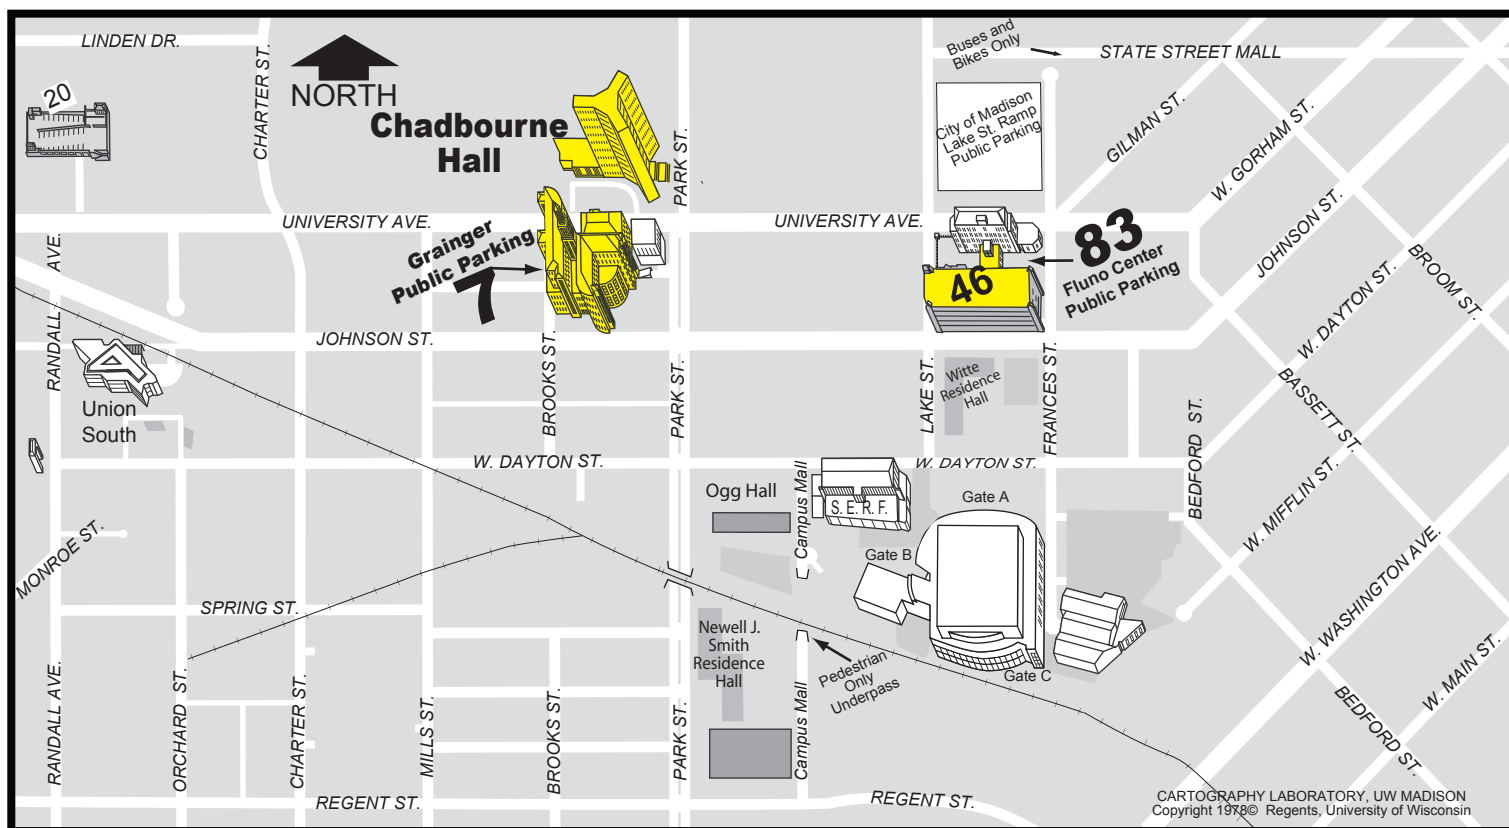 LINDEN DR.
CHARTER ST.
NORTH
20
Chadbourne
Hall
PARK ST.
Buses and
Bikes Only
STATE STREET MALL
City of Madison
Lake St. Ramp
Public Parking
GILMAN ST.
W. GORHAM ST.
UNIVERSITY AVE.
UNIVERSITY AVE.
Grainger
Public Parking
7
83
Fluno Center
Public Parking
46
JOHNSON ST.
BROOM ST.
W. DAYTON ST.
RANDALL AVE.
JOHNSON ST.
Union
South
BROOKS ST.
PARK ST.
LAKE ST.
Witte
Residence
Hall
FRANCES ST.
BASSETT ST.
BEDFORD ST.
W. MIFFLIN ST.
W. DAYTON ST.
W. DAYTON ST.
Ogg Hall
Campus Mall
S. E. R. F.
Gate A
Gate B
Gate C
MONROE ST.
SPRING ST.
Newell J.
Smith
Residence
Hall
Pedestrian
Only
Underpass
W. WASHINGTON AVE.
W. MAIN ST.
BEDFORD ST.
RANDALL AVE.
ORCHARD ST.
CHARTER ST.
MILLS ST.
BROOKS ST.
PARK ST.
Campus Mall
REGENT ST.
REGENT ST.
CARTOGRAPHY LABORATORY, UW MADISON
Copyright 1978© Regents, University of Wisconsin